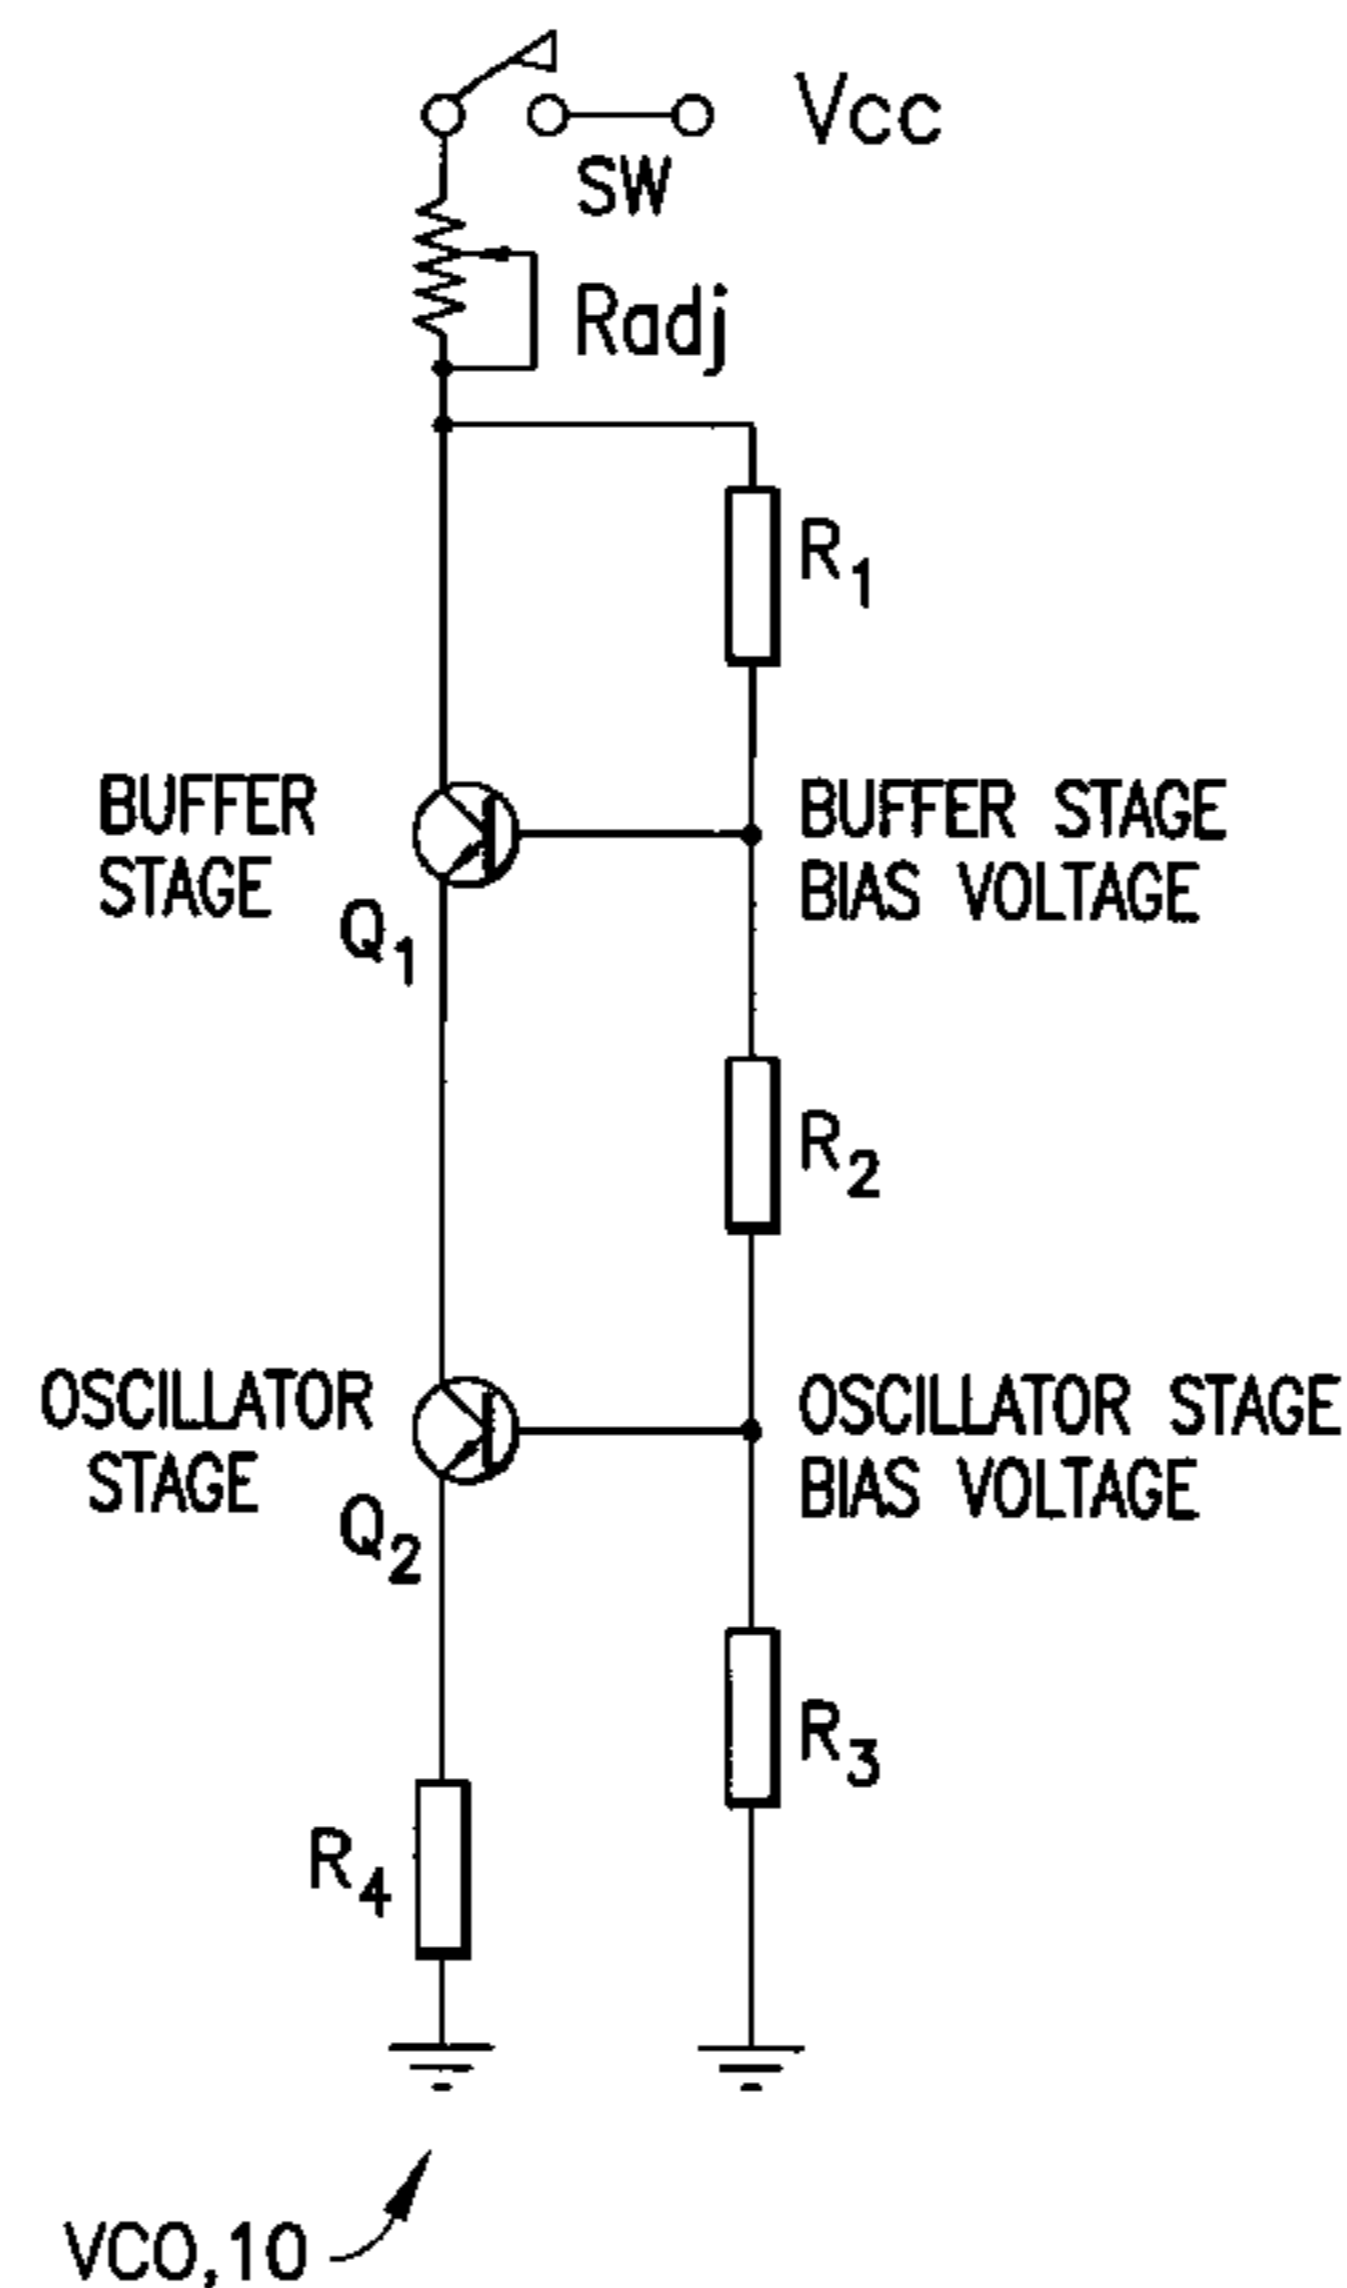 Vcc
SW
Radj
R1
BUFFER
STAGE
Q1
BUFFER STAGE
BIAS VOLTAGE
R2
OSCILLATOR
STAGE
Q2
OSCILLATOR STAGE
BIAS VOLTAGE
R3
R4
VCO,10